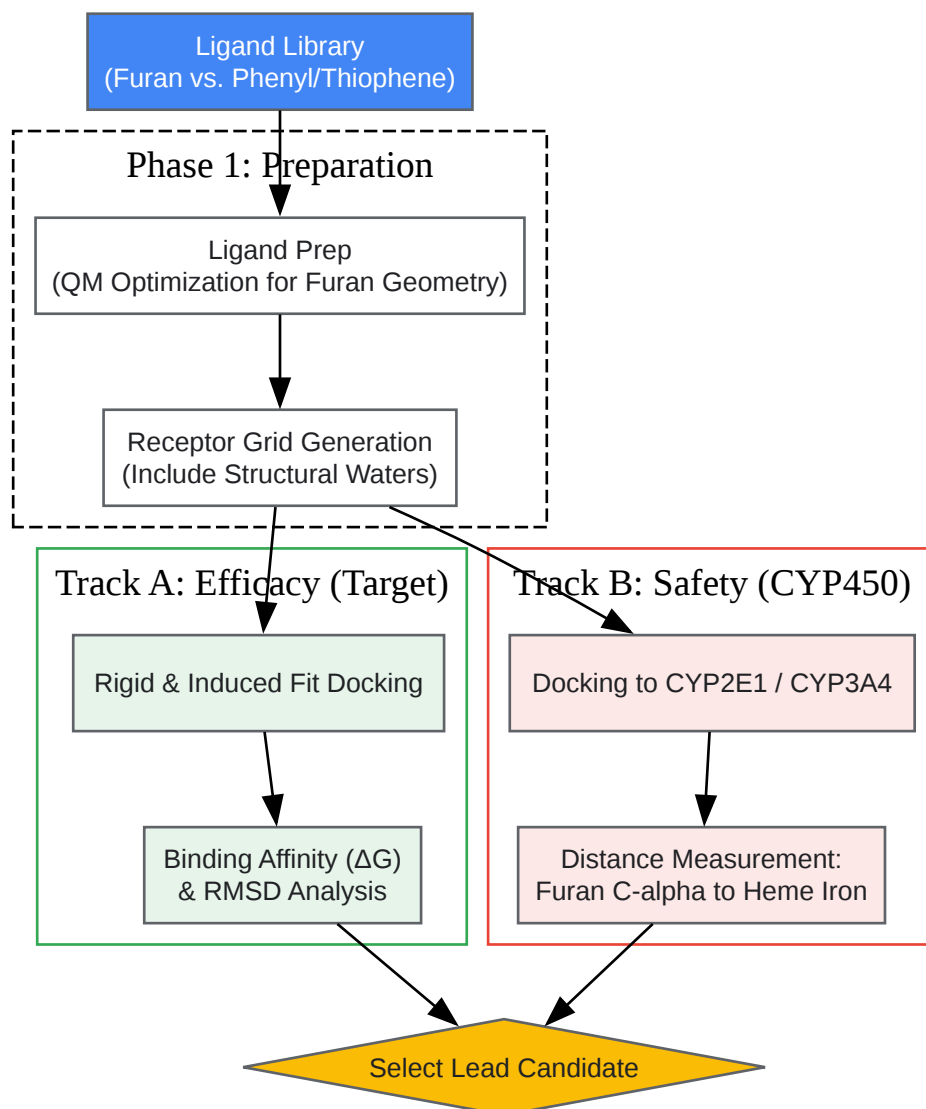 Ligand Library
(Furan vs. Phenyl/Thiophene)
Phase 1: Preparation
Ligand Prep
(QM Optimization for Furan Geometry)
Receptor Grid Generation
(Include Structural Waters)
Track A: Efficacy (Target)
Track B: Safety (CYP450)
Rigid & Induced Fit Docking
Docking to CYP2E1 / CYP3A4
Binding Affinity (ΔG)
& RMSD Analysis
Distance Measurement:
Furan C-alpha to Heme Iron
Select Lead Candidate